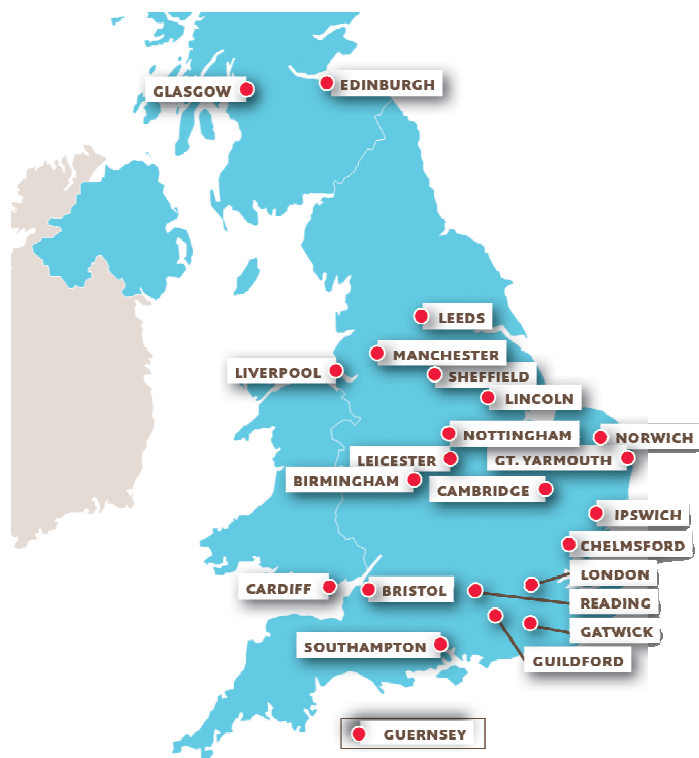 GLASGOW
EDINBURGH
LEEDS
MANCHESTER
LIVERPOOL
SHEFFIELD
LINCOLN
NOTTINGHAM
NORWICH
LEICESTER
GT. YARMOUTH
BIRMINGHAM
CAMBRIDGE
IPSWICH
CHELMSFORD
LONDON
CARDIFF
BRISTOL
READING
GATWICK
SOUTHAMPTON
GUILDFORD
GUERNSEY